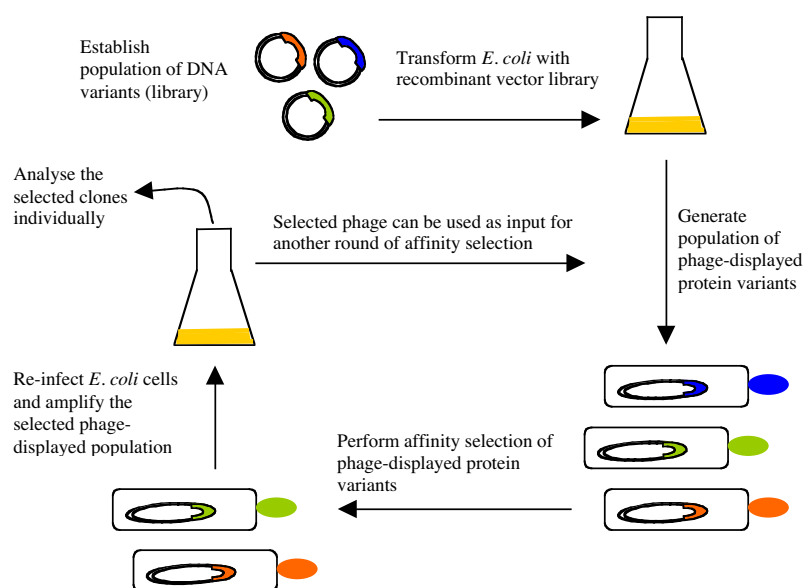 Establish
population of DNA
variants (library)
Transform E. coli with
recombinant vector library
Analyse the
selected clones
individually
Selected phage can be used as input for
another round of affinity selection
Generate
population of
phage-displayed
protein variants
Re-infect E. coli cells
and amplify the
selected phage-
displayed population
Perform affinity selection of
phage-displayed protein
variants